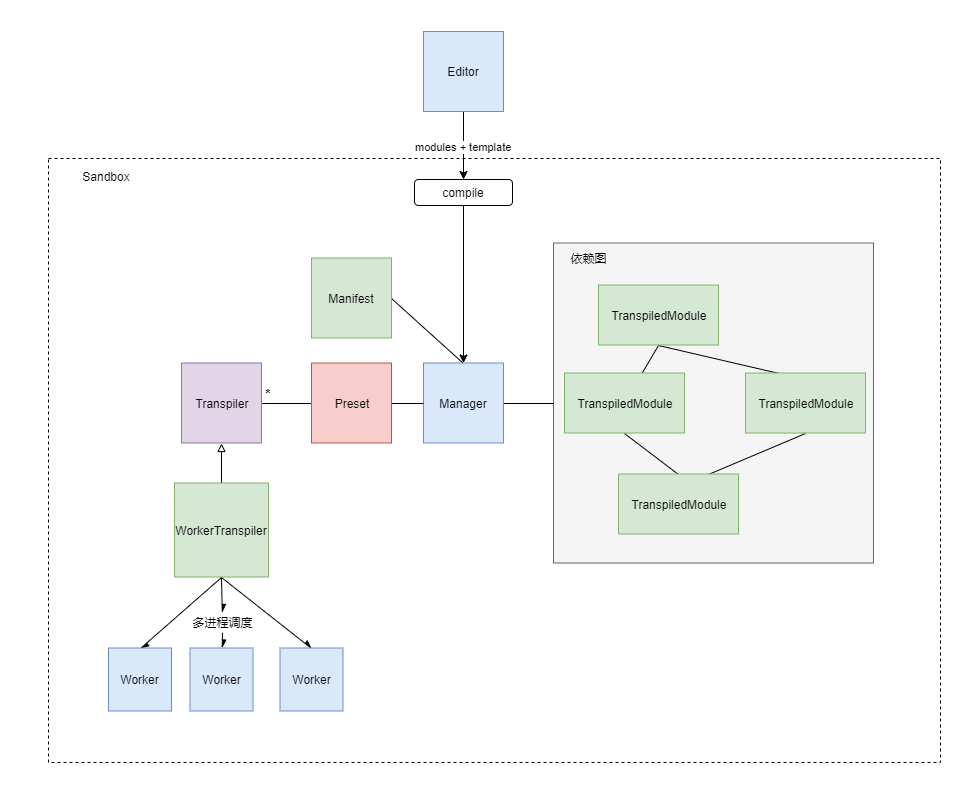 Editor
modules + template
Sandbox
compile
依赖图
Manifest
TranspiledModule
Transpiler
*
Preset
Manager
TranspiledModule
TranspiledModule
TranspiledModule
WorkerTranspiler
多进程调度
Worker
Worker
Worker